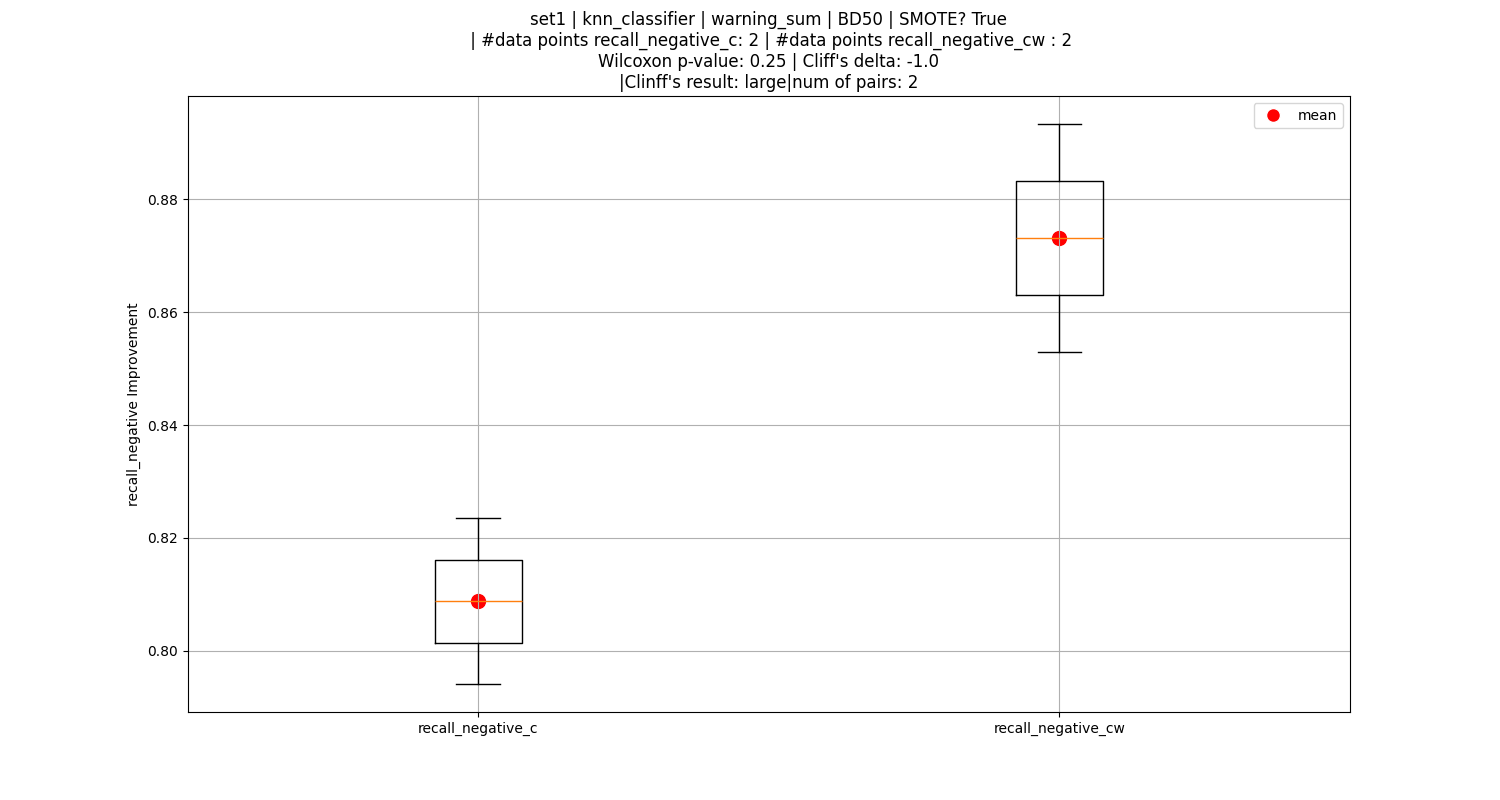 set1 | knn_classifier | warning_sum | BD50 | SMOTE? True
| #data points recall_negative_c: 2 | #data points recall_negative_cw : 2
Wilcoxon p-value: 0.25 | Cliff's delta: -1.0
|Clinff's result: large|num of pairs: 2
mean
0.88
0.86
0.84
0.82
0.80
recall_negative Improvement
recall_negative_c
recall_negative_cw